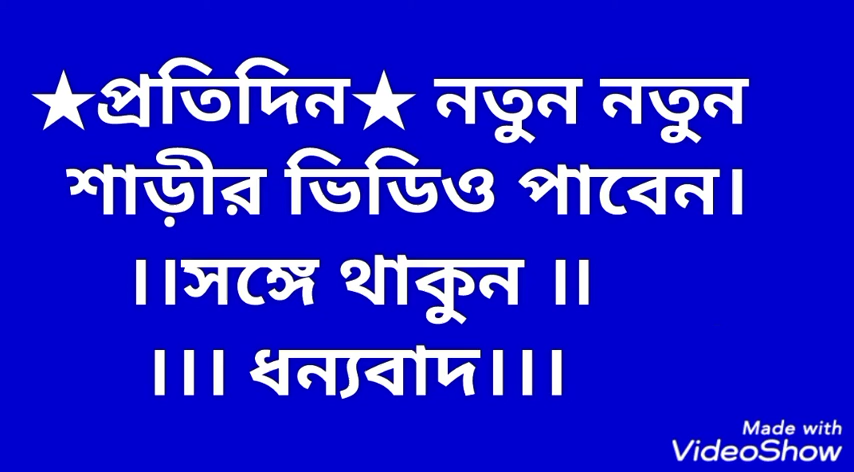 ★প্রতিদিন★ নতুন নতুন
শাড়ীর ভিডিও পাবেন।
।।সঙ্গে থাকুন ।।
।।। ধন্যবাদ।।।
Made with
VideoShow